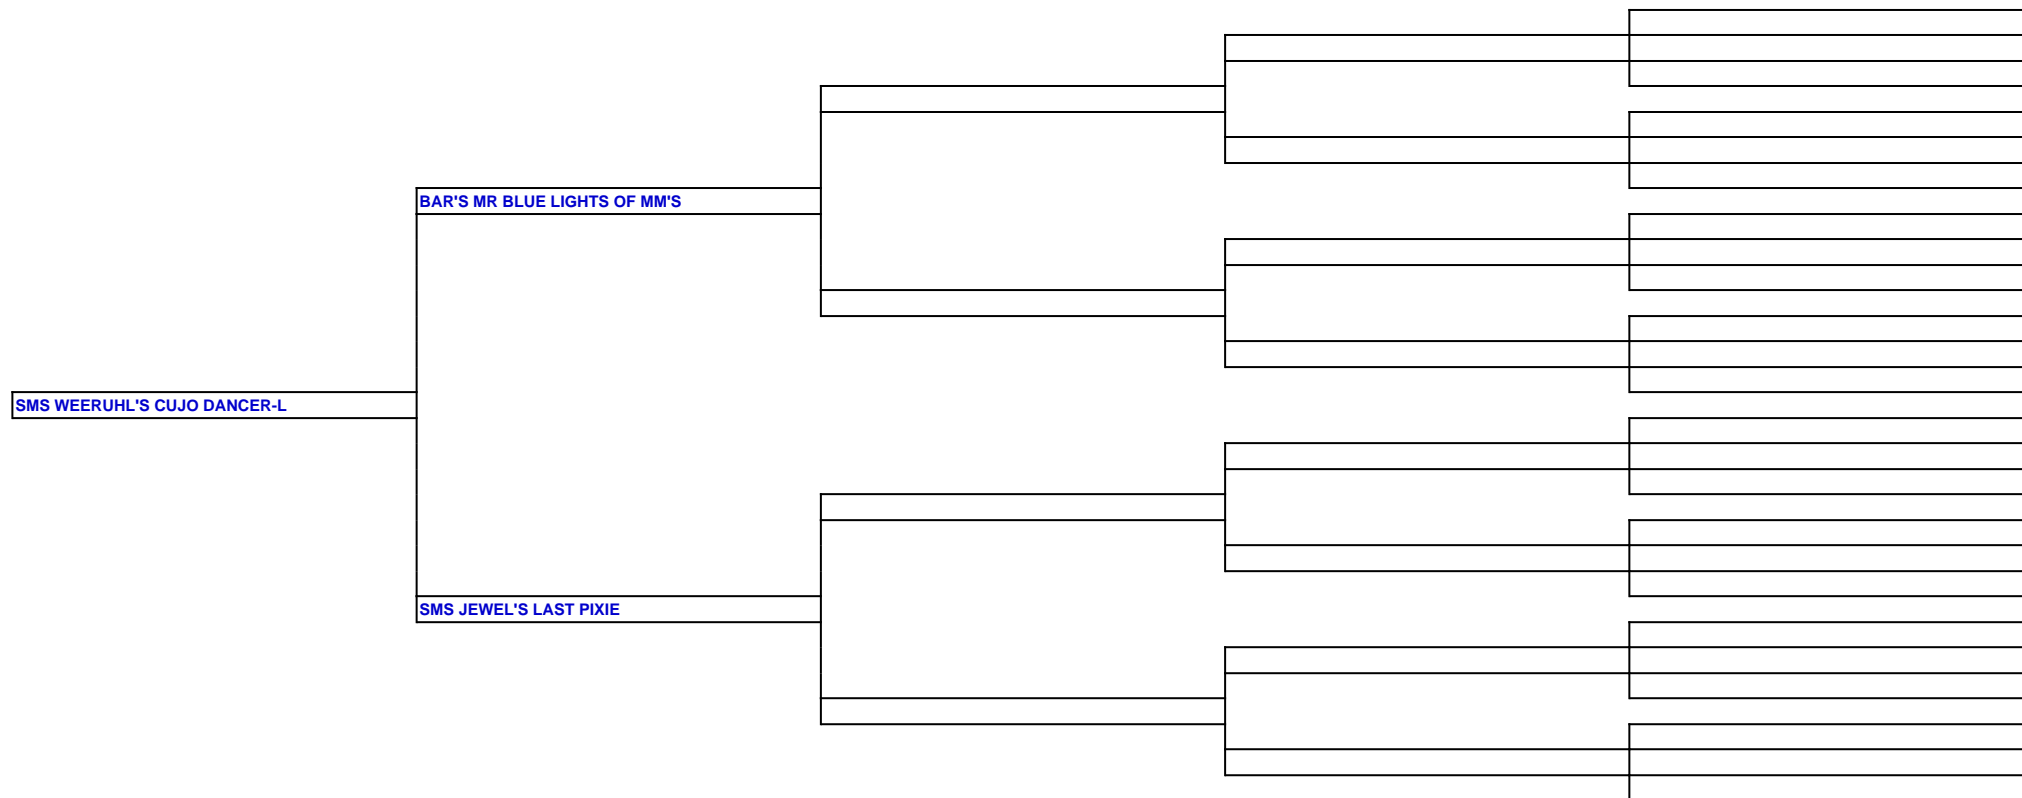 BAR'S MR BLUE LIGHTS OF MM'S
SMS WEERUHL'S CUJO DANCER-L
SMS JEWEL'S LAST PIXIE